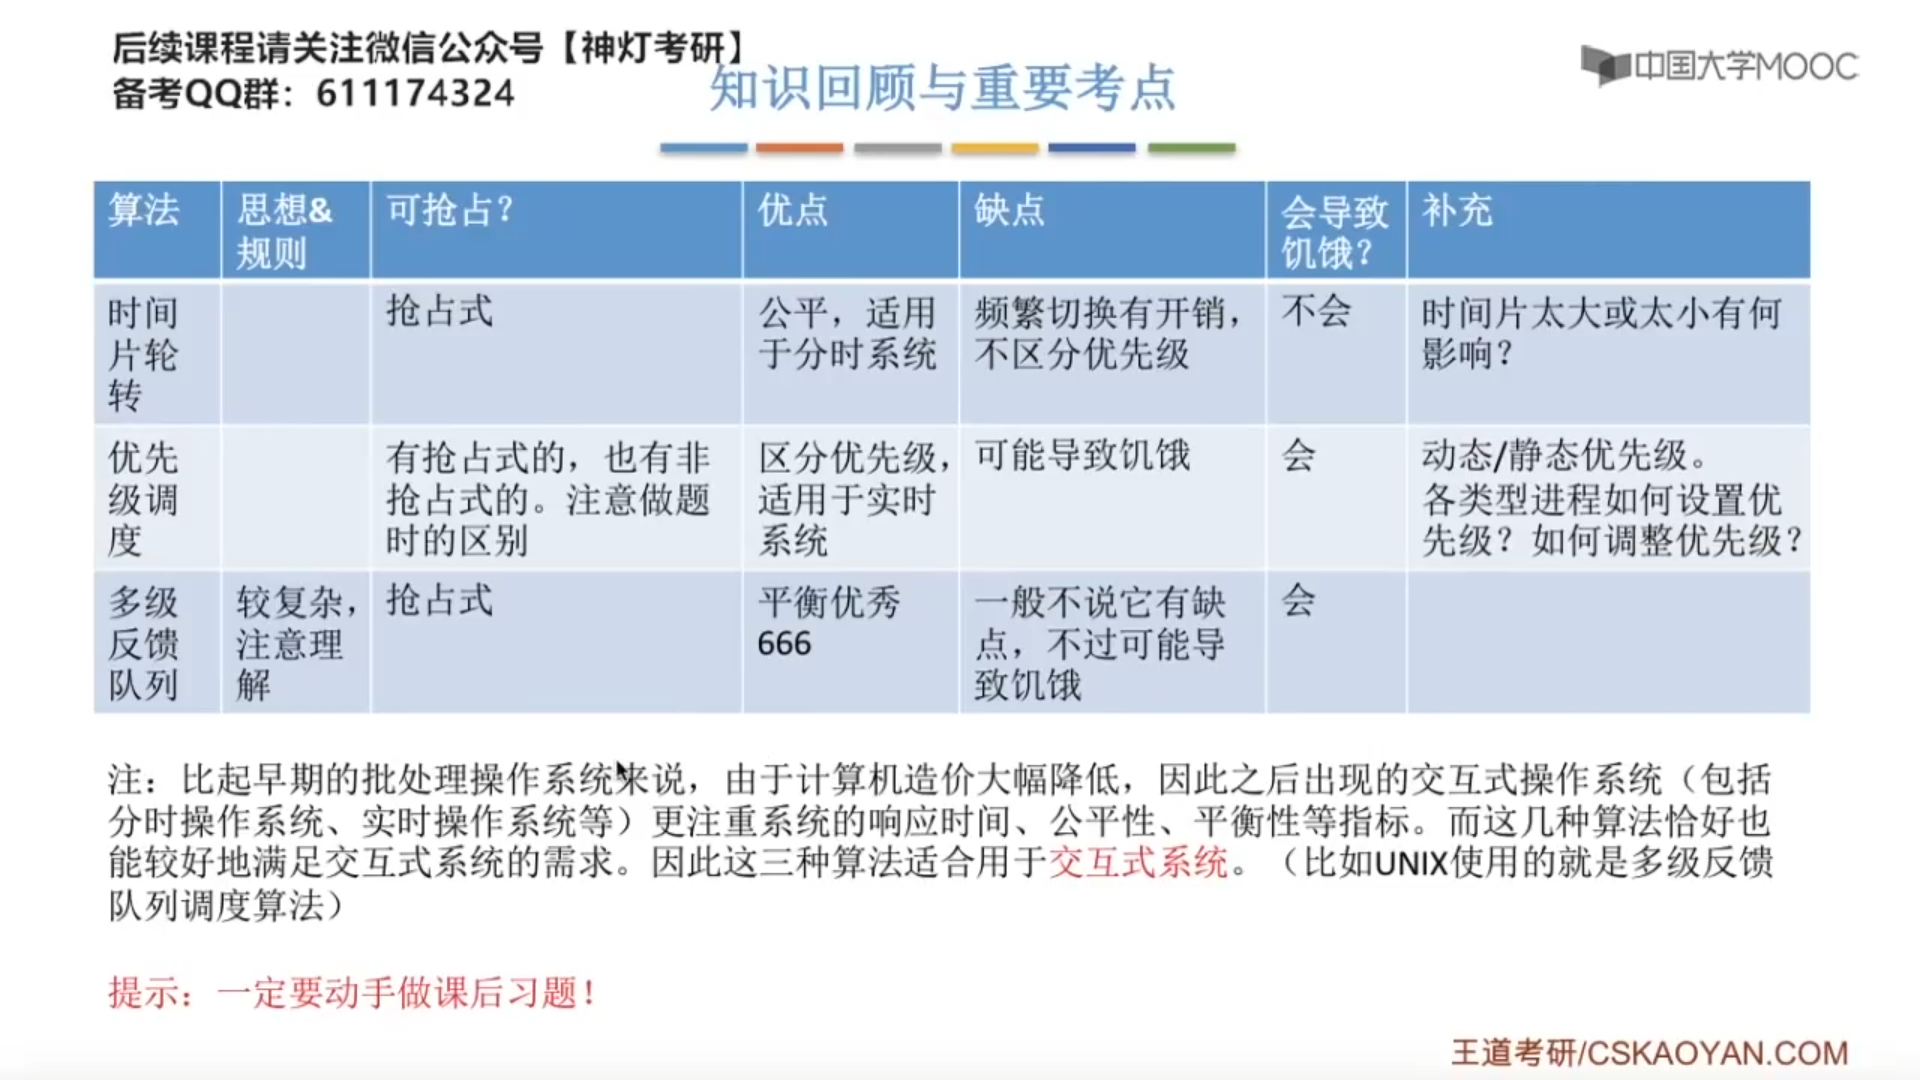 后续课程请关注微信公众号【神灯考研】
备考QQ群：611174324
知识回顾与重要考点
中国大学MOOC
算法
思想&
规则
可抢占？
优点
缺点
会导致
饥饿？
补充
时间
片轮
转
抢占式
公平，适用
于分时系统
频繁切换有开销，
不区分优先级
不会
时间片太大或太小有何
影响？
优先
级调
度
有抢占式的，也有非
抢占式的。注意做题
时的区别
区分优先级，
适用于实时
系统
可能导致饥饿
会
动态/静态优先级。
各类型进程如何设置优
先级？如何调整优先级？
多级
反馈
队列
较复杂，
注意理
解
抢占式
平衡优秀
666
一般不说它有缺
点，不过可能导
致饥饿
会
注：比起早期的批处理操作系统来说，由于计算机造价大幅降低，因此之后出现的交互式操作系统（包括
分时操作系统、实时操作系统等）更注重系统的响应时间、公平性、平衡性等指标。而这几种算法恰好也
能较好地满足交互式系统的需求。因此这三种算法适合用于交互式系统。（比如UNIX使用的就是多级反馈
队列调度算法）
提示：一定要动手做课后习题！
王道考研/CSKAOYAN.COM